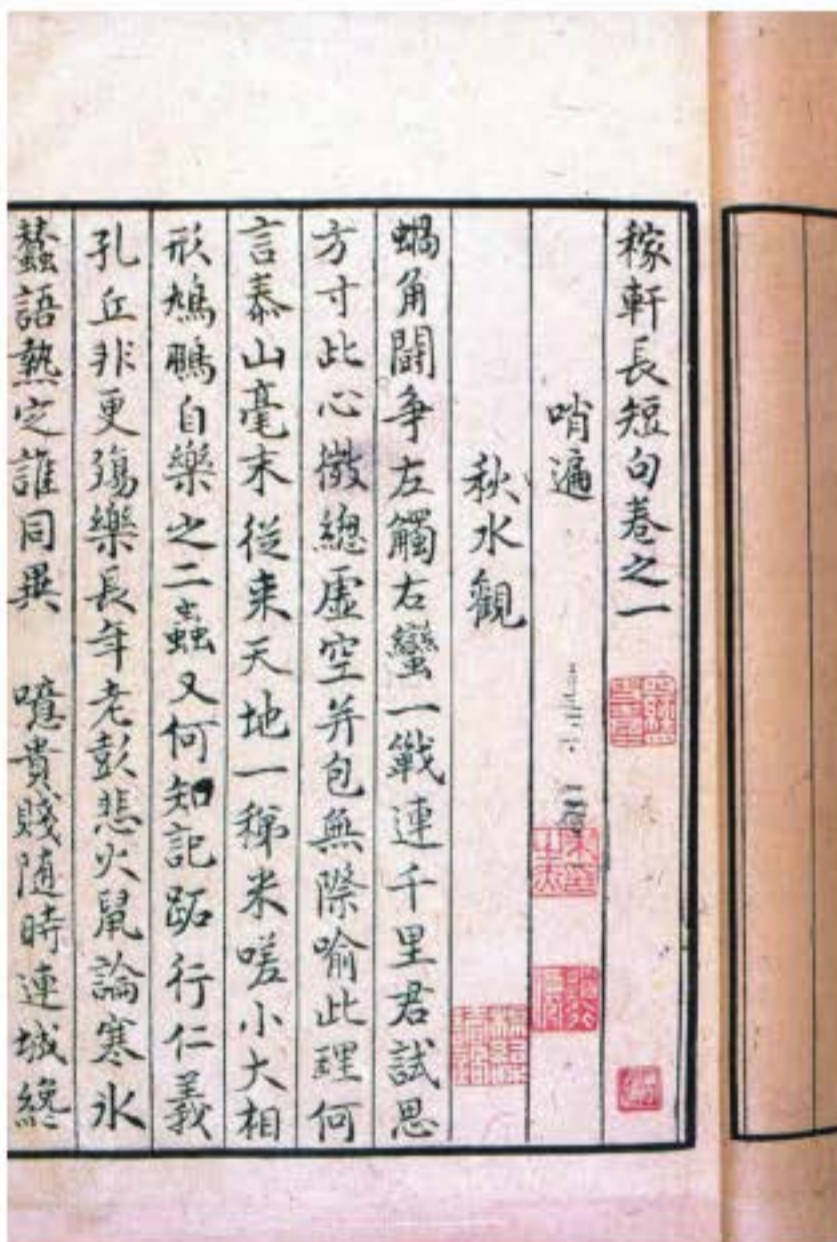 稼軒長短句卷之一
哨遍
秋水觀
蝸角鬪爭左觸右蠻一戰連千里君試思
方寸此心微總虛空并包無際喻此理何
言泰山毫末從来天地一稊米嗟小大相
形鳩鵬自樂之二蟲又何知記跖行仁義
孔丘非更殤樂長年老彭悲火鼠論寒氷
蠶語熱定誰同異 噫貴賤随時連城纔